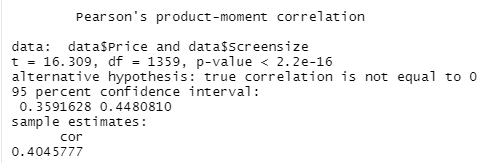 Pearson's product-moment correlation
data:  data$Price and data$Screensize
t = 16.309, df = 1359, p-value < 2.2e-16
alternative hypothesis: true correlation is not equal to 0
95 percent confidence interval:
0.3591628 0.4480810
sample estimates:
cor
0.4045777